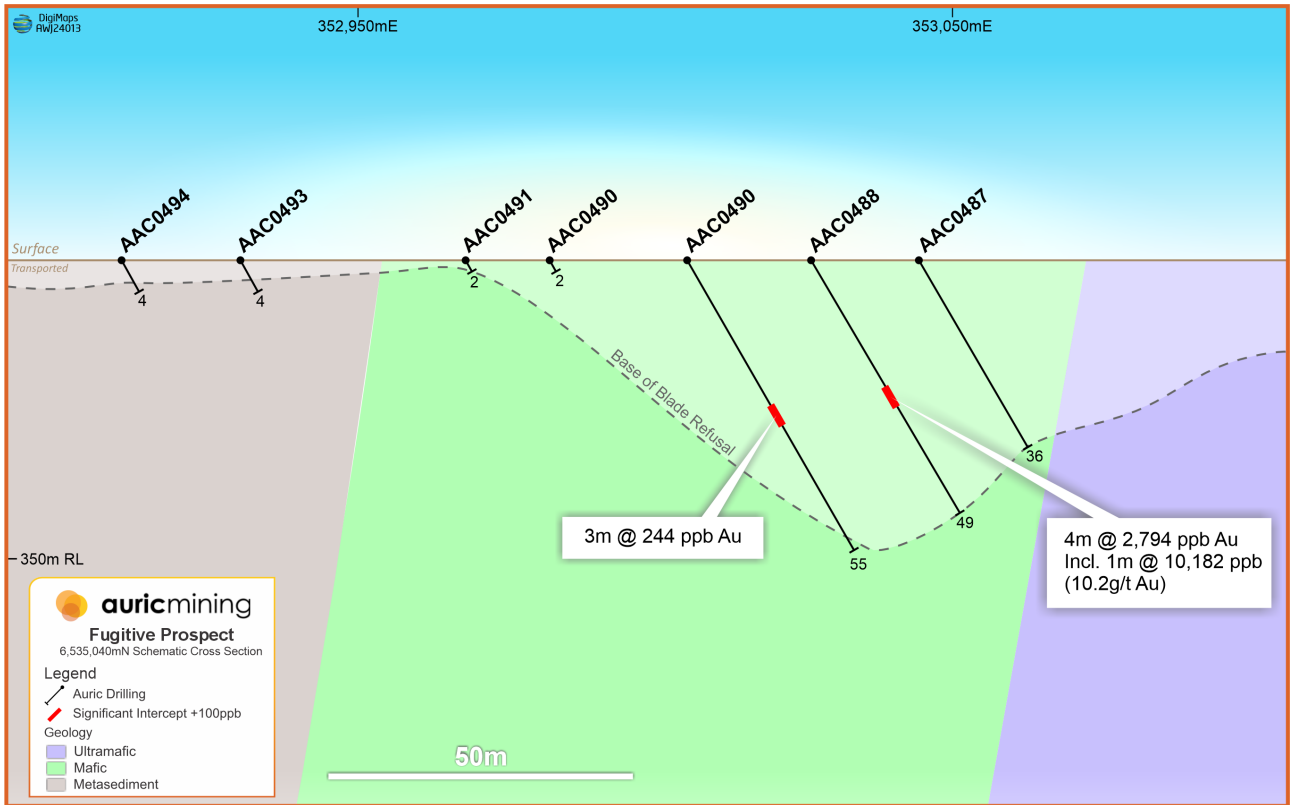 DigiMaps
AWJ24013
352,950mE
353,050mE
AAC0494
AAC0493
AAC0491
AAC0490
AAC0490
AAC0488
AAC0487
Surface
Transported
4
4
2
2
Base of Blade Refusal
36
49
55
3m @ 244 ppb Au
4m @ 2,794 ppb Au
Incl. 1m @ 10,182 ppb
(10.2g/t Au)
350m RL
auricmining
Fugitive Prospect
6,535,040mN Schematic Cross Section
Legend
Auric Drilling
Significant Intercept +100ppb
Geology
Ultramafic
Mafic
Metasediment
50m